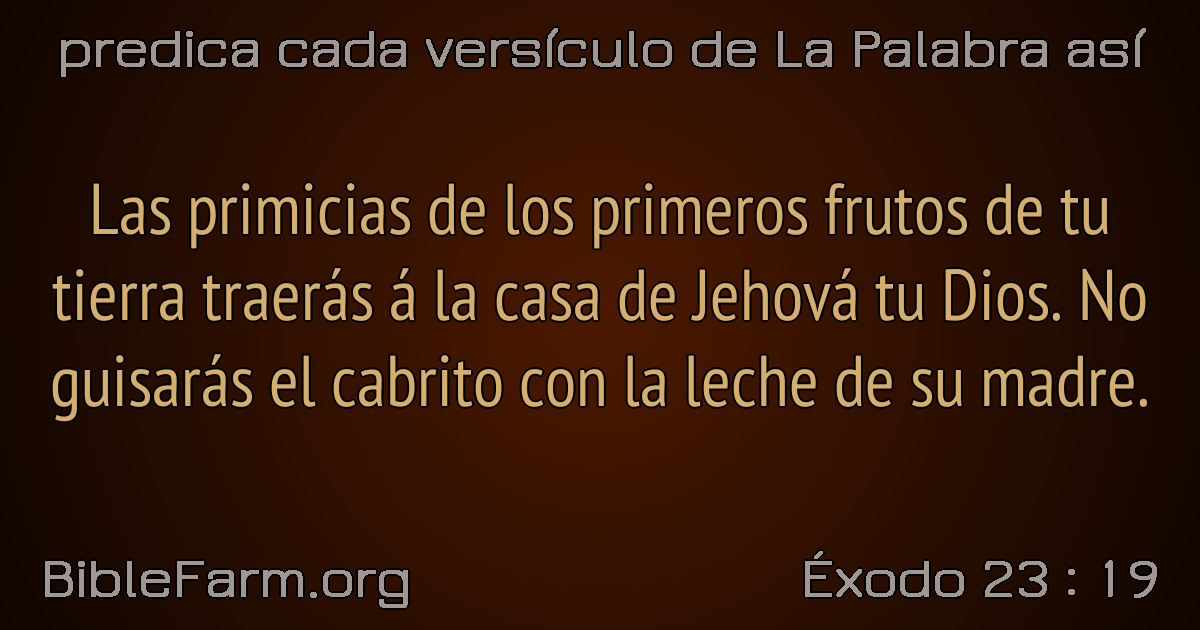 predica cada versículo de La Palabra así
Las primicias de los primeros frutos de tu
tierra traerás á la casa de Jehová tu Dios. No
guisarás el cabrito con la leche de su madre.
BibleFarm.org
Éxodo 23 : 19